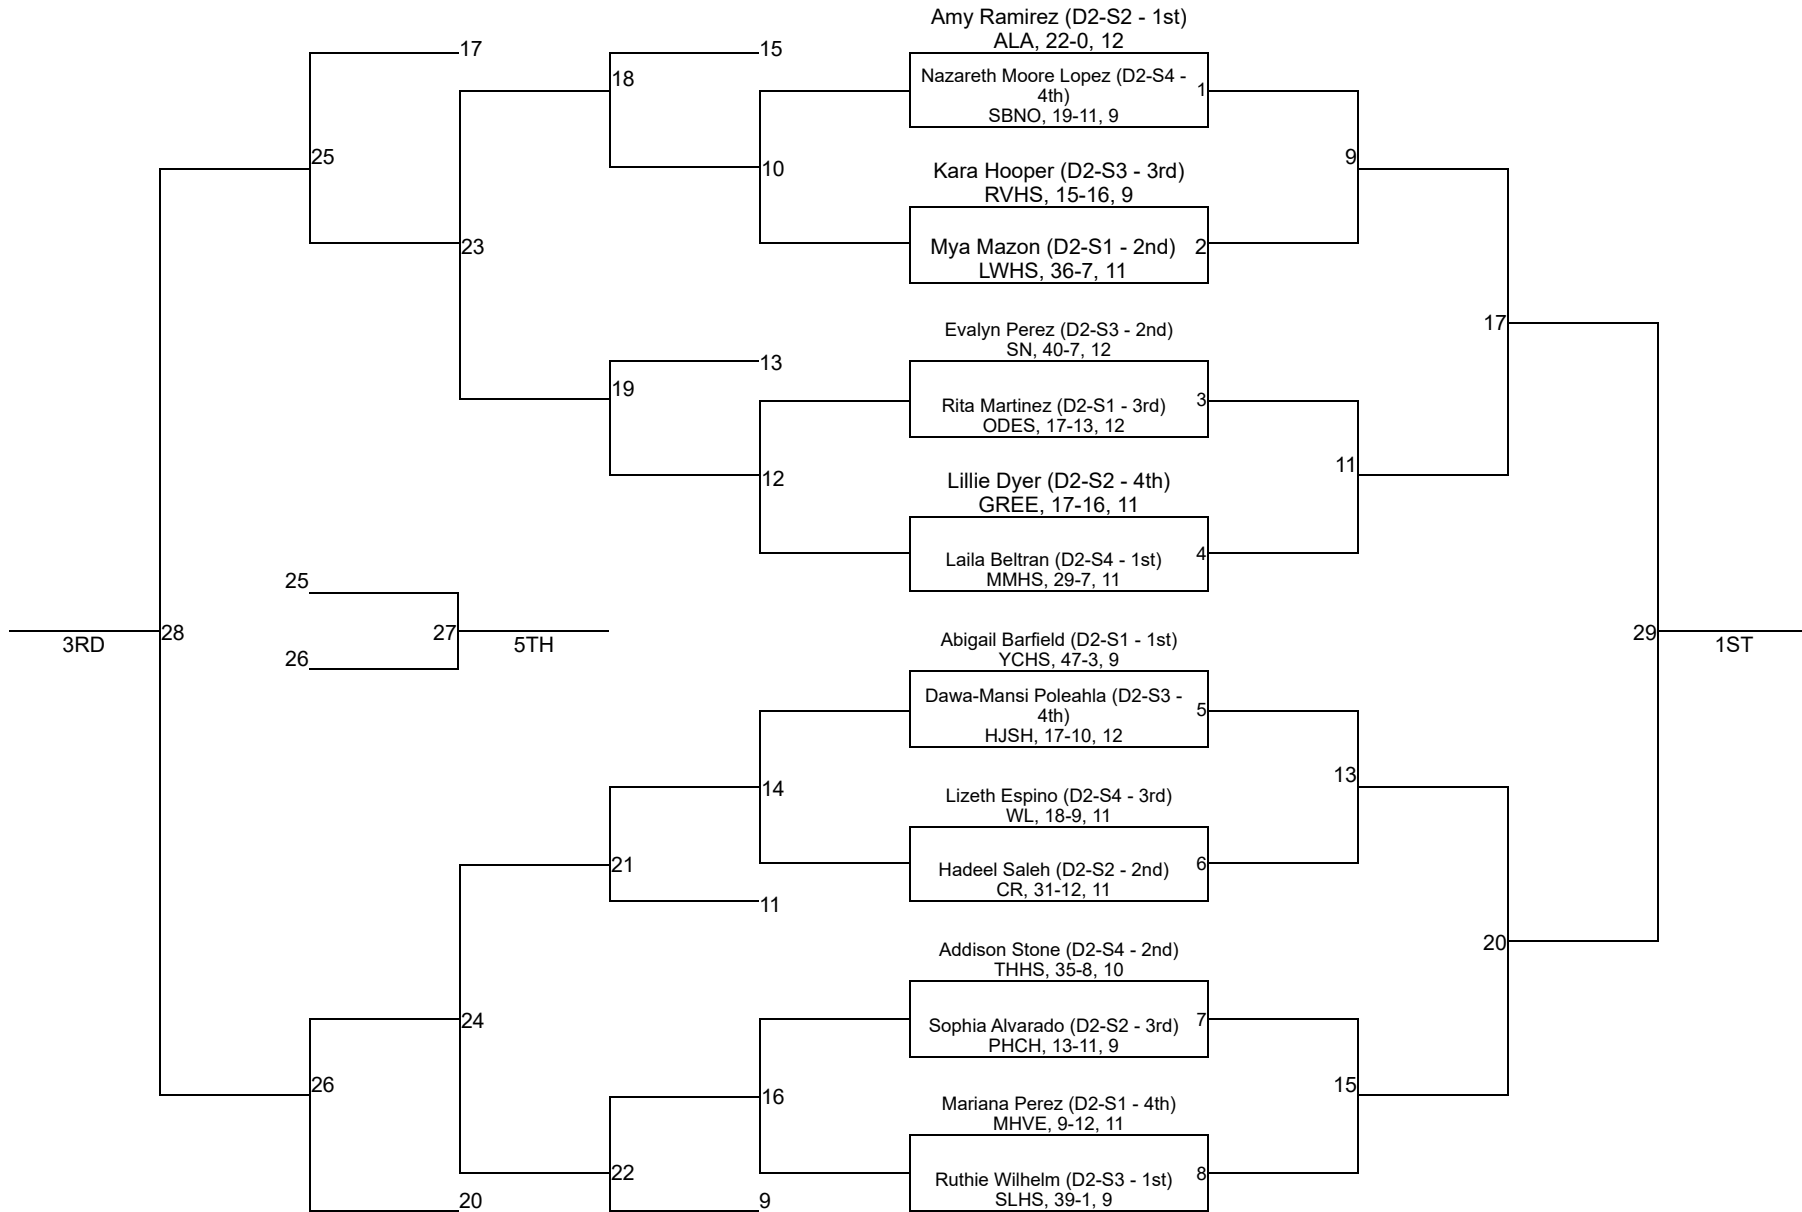 Amy Ramirez (D2-S2 - 1st)
ALA, 22-0, 12
17
15
18
Nazareth Moore Lopez (D2-S4 -
4th)
SBNO, 19-11, 9
1
25
10
9
Kara Hooper (D2-S3 - 3rd)
RVHS, 15-16, 9
23
Mya Mazon (D2-S1 - 2nd)
LWHS, 36-7, 11
2
17
Evalyn Perez (D2-S3 - 2nd)
SN, 40-7, 12
13
19
Rita Martinez (D2-S1 - 3rd)
ODES, 17-13, 12
3
12
11
Lillie Dyer (D2-S2 - 4th)
GREE, 17-16, 11
Laila Beltran (D2-S4 - 1st)
MMHS, 29-7, 11
4
25
28
3RD
27
5TH
26
29
1ST
Abigail Barfield (D2-S1 - 1st)
YCHS, 47-3, 9
Dawa-Mansi Poleahla (D2-S3 -
4th)
HJSH, 17-10, 12
5
14
13
Lizeth Espino (D2-S4 - 3rd)
WL, 18-9, 11
21
Hadeel Saleh (D2-S2 - 2nd)
CR, 31-12, 11
6
11
20
Addison Stone (D2-S4 - 2nd)
THHS, 35-8, 10
24
Sophia Alvarado (D2-S2 - 3rd)
PHCH, 13-11, 9
7
26
16
15
Mariana Perez (D2-S1 - 4th)
MHVE, 9-12, 11
22
Ruthie Wilhelm (D2-S3 - 1st)
SLHS, 39-1, 9
8
20
9